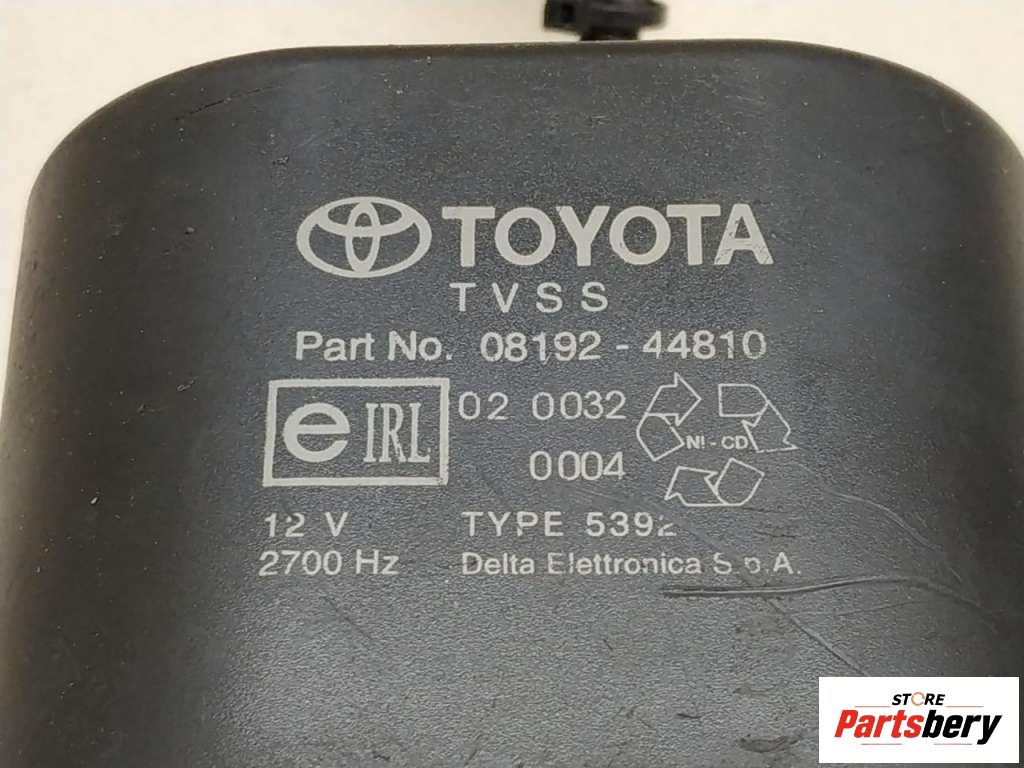 TOYOTA
TVSS
Part No. 08192-44810
e IRL 02 0032
0004
NI-CD
12 V TYPE 5392
2700 Hz Delta Elettronica S.p.A.
STORE
Partsbery